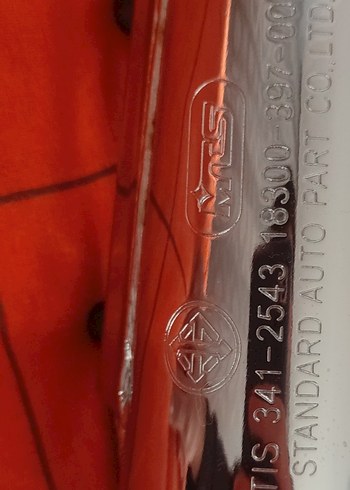 TIS 341-2543 18300-397-00
STANDARD AUTO PART CO.,LTD.